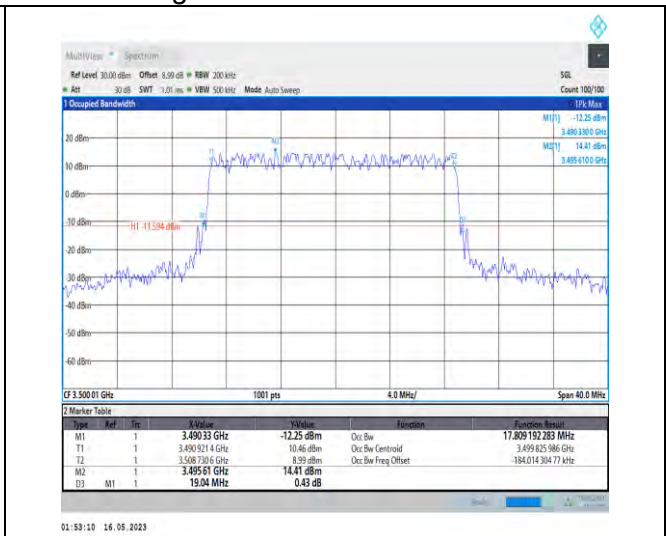 MultiView Spectrum
Ref Level 30.00 dBm Offset 8.99 dB RBW 200 kHz SGL
Att 30 dB SWT 1.01 ms VBW 500 kHz Mode Auto Sweep Count 100/100
1 Occupied Bandwidth 1Pk Max
M1[1] -12.25 dBm
3.490 330 0 GHz
M2[1] 14.41 dBm
3.495 610 0 GHz
20 dBm
M2
10 dBm
0 dBm
-10 dBm
H1 -11.594 dBm
-20 dBm
-30 dBm
-40 dBm
-50 dBm
-60 dBm
CF 3.500 01 GHz 1001 pts 4.0 MHz/ Span 40.0 MHz
2 Marker Table
Type Ref Trc X-Value Y-Value Function Function Result
M1 1 3.490 33 GHz -12.25 dBm Occ Bw 17.809 192 283 MHz
T1 1 3.490 921 4 GHz 10.46 dBm Occ Bw Centroid 3.499 825 986 GHz
T2 1 3.508 730 6 GHz 8.99 dBm Occ Bw Freq Offset -184.014 304 77 kHz
M2 1 3.495 61 GHz 14.41 dBm
D3 M1 1 19.04 MHz 0.43 dB
01:53:10 16.05.2023